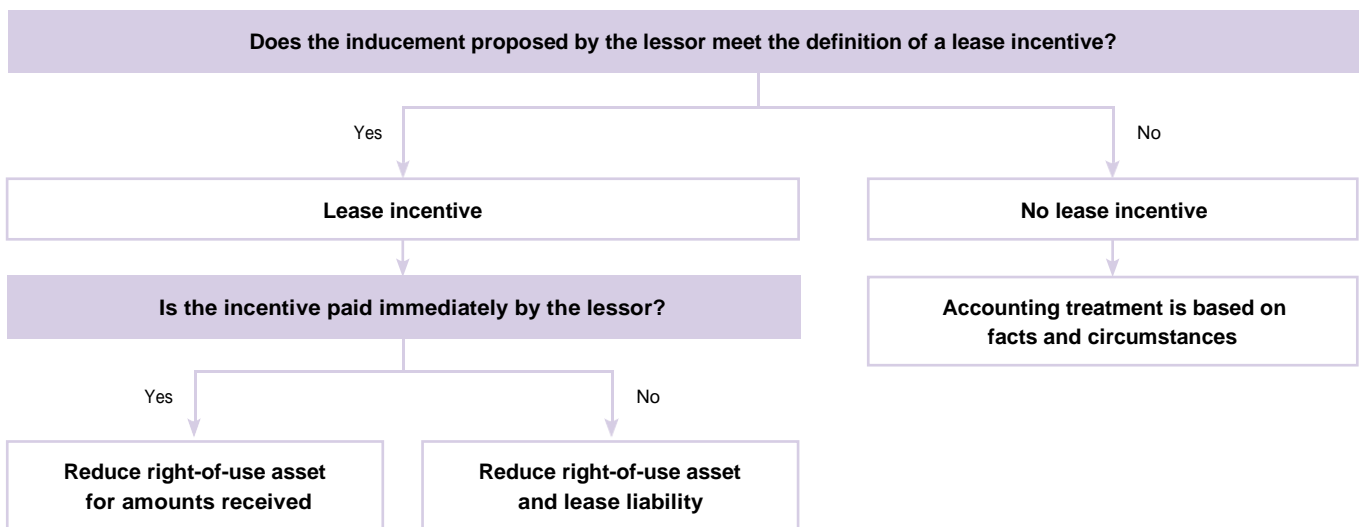 Does the inducement proposed by the lessor meet the definition of a lease incentive?
Yes
No
Lease incentive
No lease incentive
Is the incentive paid immediately by the lessor?
Accounting treatment is based on
facts and circumstances
Yes
No
Reduce right-of-use asset
for amounts received
Reduce right-of-use asset
and lease liability